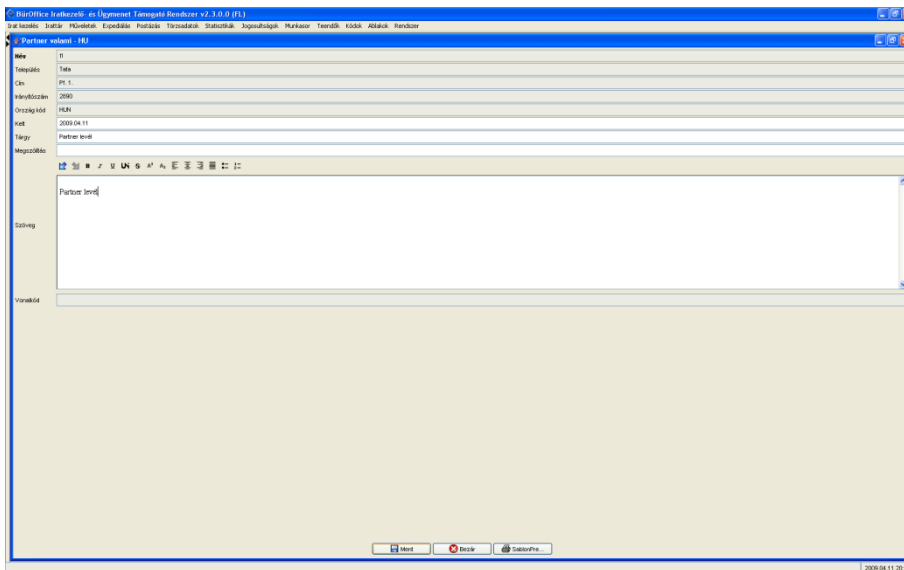 BürOffice Iratkezelő- és Ügymenet Támogató Rendszer v2.3.0.0 (FL)
Irat kezelés Irattár Műveletek Expediálás Postázás Törzsadatok Statisztikák Jogosultságok Munkasor Teendők Kódok Ablakok Rendszer
Partner valami - HU
Név
Település Tata
Cím Pf. 1.
Irányítószám 2890
Ország kód HUN
Kelt 2009.04.11
Tárgy Partner levél
Megszólítás
Partner levél
Szöveg
Vonalkód
Ment Bezár SablonPre...
2009.04.11 20: